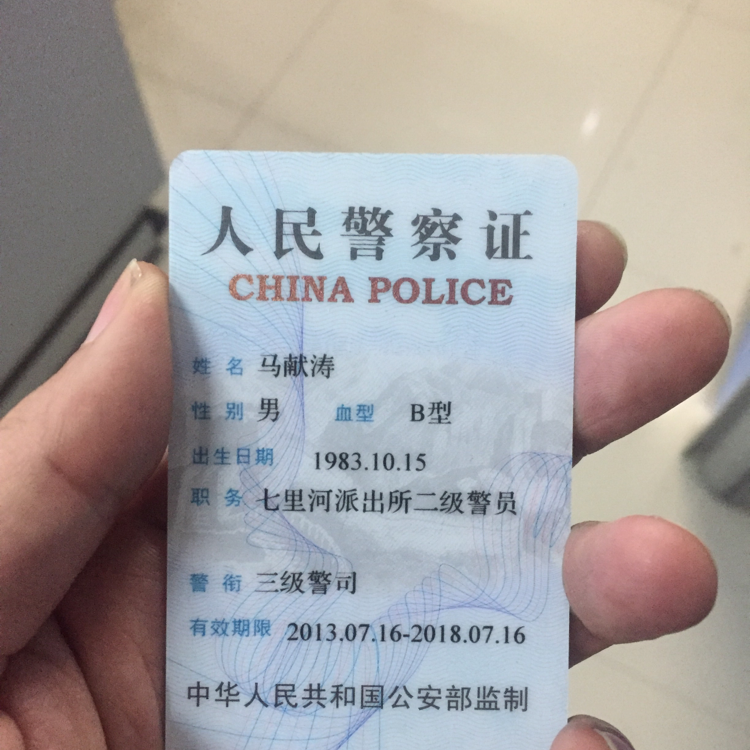 人民警察证
CHINA POLICE
姓名 马献涛
性别 男 血型 B型
出生日期 1983.10.15
职务 七里河派出所二级警员
警衔 三级警司
有效期限 2013.07.16-2018.07.16
中华人民共和国公安部监制